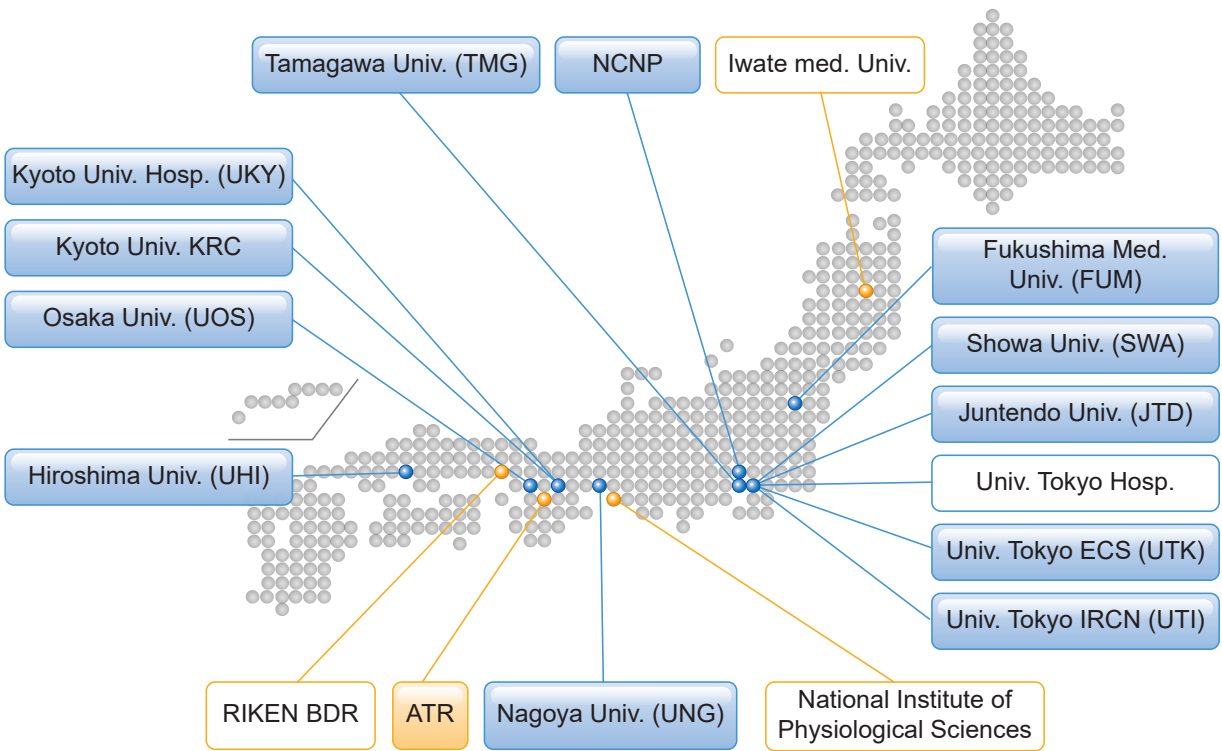 Tamagawa Univ. (TMG)
NCNP
Iwate med. Univ.
Kyoto Univ. Hosp. (UKY)
Kyoto Univ. KRC
Osaka Univ. (UOS)
Hiroshima Univ. (UHI)
Fukushima Med.
Univ. (FUM)
Showa Univ. (SWA)
Juntendo Univ. (JTD)
Univ. Tokyo Hosp.
Univ. Tokyo ECS (UTK)
Univ. Tokyo IRCN (UTI)
RIKEN BDR
ATR
Nagoya Univ. (UNG)
National Institute of
Physiological Sciences